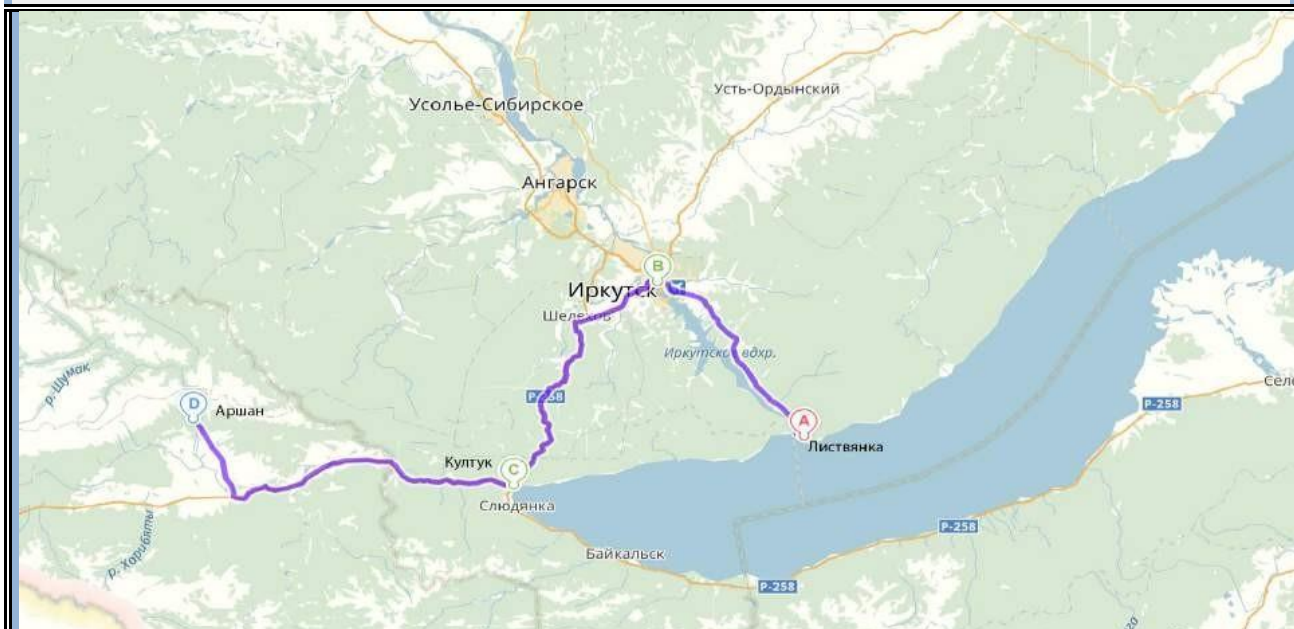 Усть-Ордынский
Усолье-Сибирское
Ангарск
B
Иркутск
Шелехов
Иркутское вдхр.
р. Шумак
Р-258
D
Аршан
A
Листвянка
Р-258
Култук
C
Слюдянка
р. Харибяты
Р-258
Байкальск
Р-258